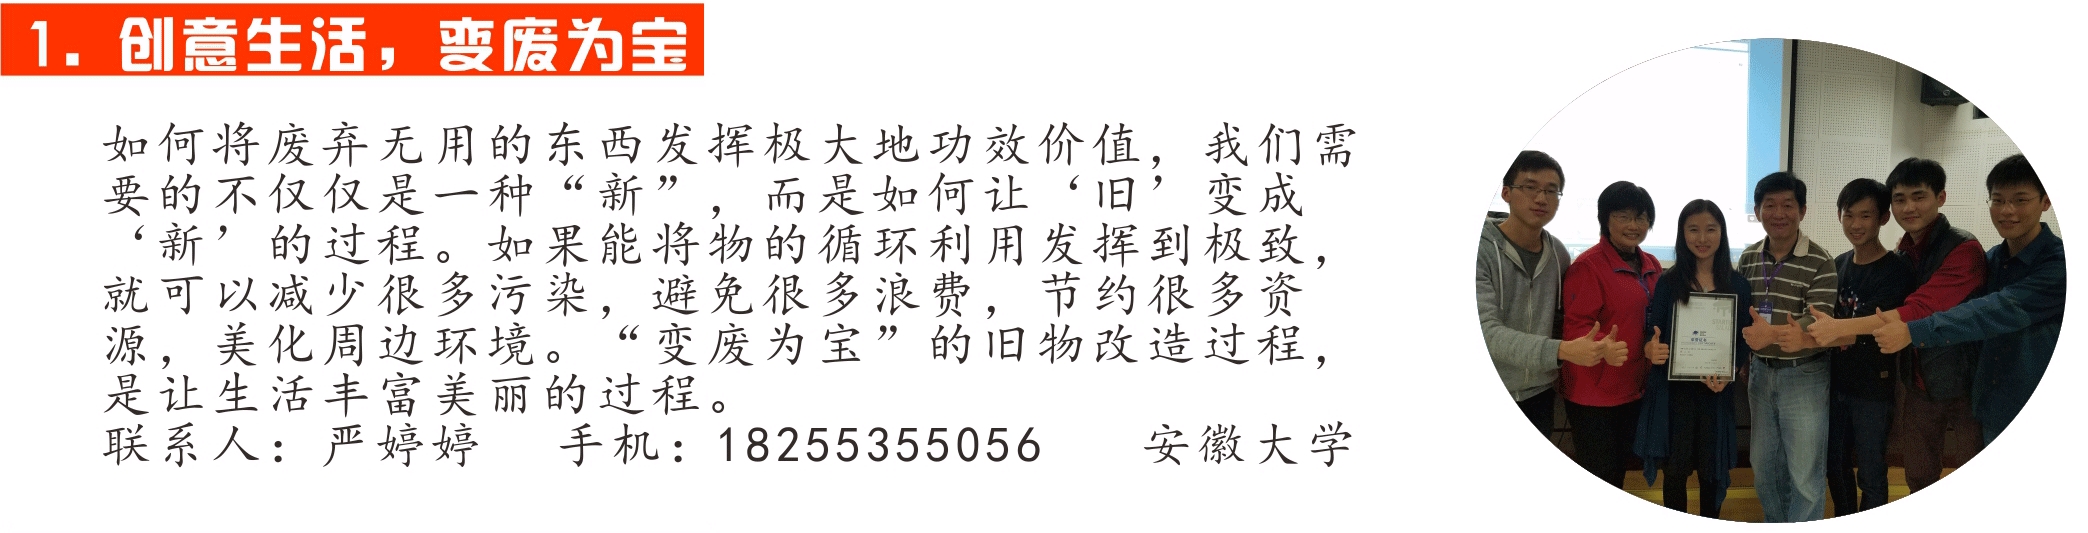 1. 创意生活，变废为宝
如何将废弃无用的东西发挥极大地功效价值，我们需
要的不仅仅是一种“新”，而是如何让‘旧’变成
‘新’的过程。如果能将物的循环利用发挥到极致，
就可以减少很多污染，避免很多浪费，节约很多资
源，美化周边环境。“变废为宝”的旧物改造过程，
是让生活丰富美丽的过程。
联系人：严婷婷 手机：18255355056 安徽大学